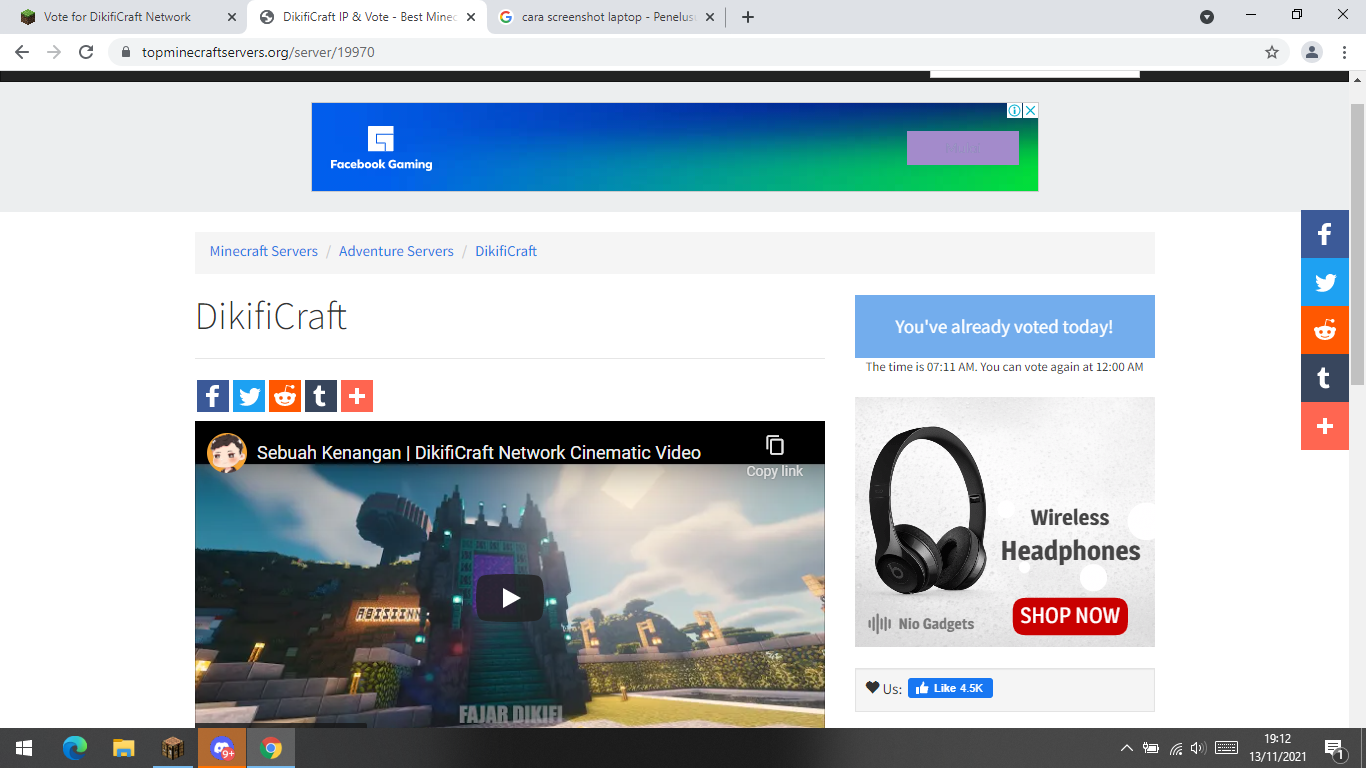 Vote for DikifiCraft Network
DikifiCraft IP & Vote - Best Minec
cara screenshot laptop - Penelus
topminecraftservers.org/server/19970
Facebook Gaming
Minecraft Servers / Adventure Servers / DikifiCraft
DikifiCraft
You've already voted today!
The time is 07:11 AM. You can vote again at 12:00 AM
Sebuah Kenangan | DikifiCraft Network Cinematic Video
Copy link
FAJAR DIKIFI
Wireless
Headphones
SHOP NOW
Nio Gadgets
Us:
Like 4.5K
9+
19:12
13/11/2021
1